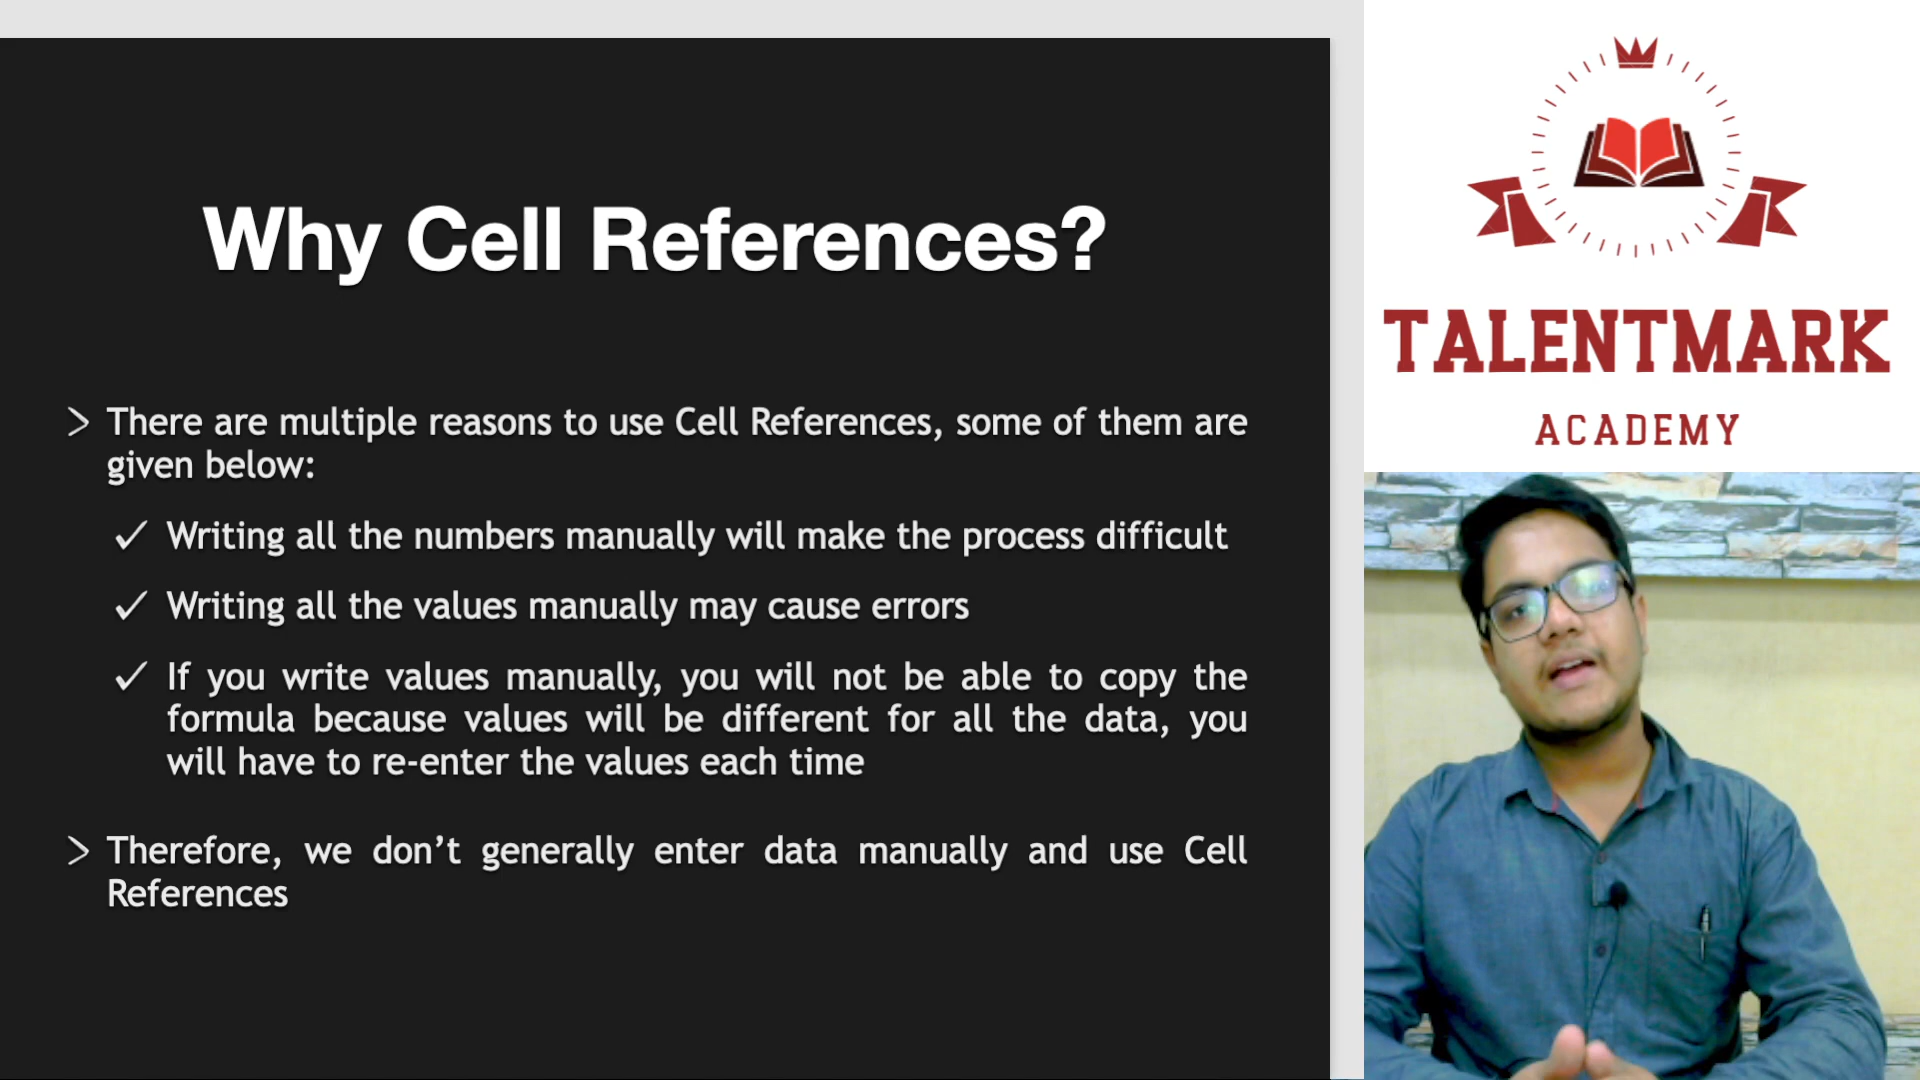 Why Cell References?
> There are multiple reasons to use Cell References, some of them are
given below:
✓ Writing all the numbers manually will make the process difficult
✓ Writing all the values manually may cause errors
✓ If you write values manually, you will not be able to copy the
formula because values will be different for all the data, you
will have to re-enter the values each time
> Therefore, we don’t generally enter data manually and use Cell
References
TALENTMARK
ACADEMY